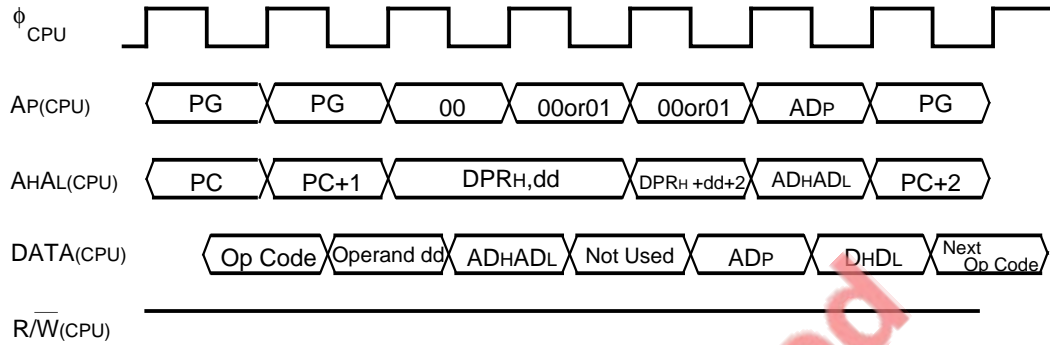 ϕ CPU
AP(CPU) PG PG 00 00or01 00or01 ADP PG
AHAL(CPU) PC PC+1 DPRH,dd DPRH +dd+2 ADHADL PC+2
DATA(CPU) Op Code Operand dd ADHADL Not Used ADP DHDL Next Op Code
R/W(CPU)